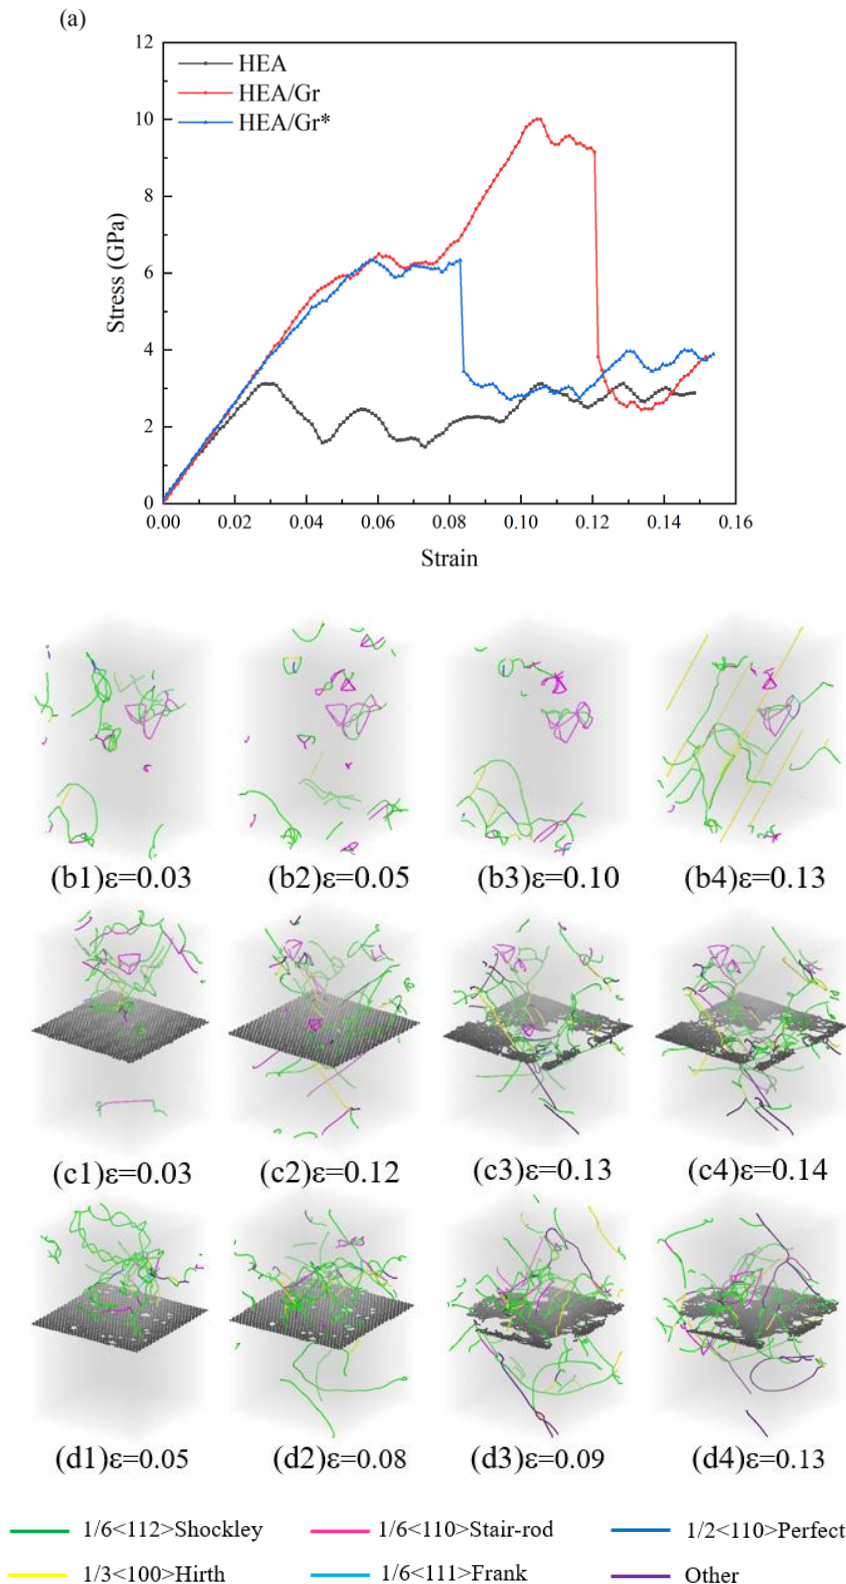 (a)
12
10
8
6
4
2
0
Stress (GPa)
HEA
HEA/Gr
HEA/Gr*
0.00 0.02 0.04 0.06 0.08 0.10 0.12 0.14 0.16
Strain
(b1)ε=0.03 (b2)ε=0.05 (b3)ε=0.10 (b4)ε=0.13
(c1)ε=0.03 (c2)ε=0.12 (c3)ε=0.13 (c4)ε=0.14
(d1)ε=0.05 (d2)ε=0.08 (d3)ε=0.09 (d4)ε=0.13
1/6<112>Shockley 1/6<110>Stair-rod 1/2<110>Perfect
1/3<100>Hirth 1/6<111>Frank Other